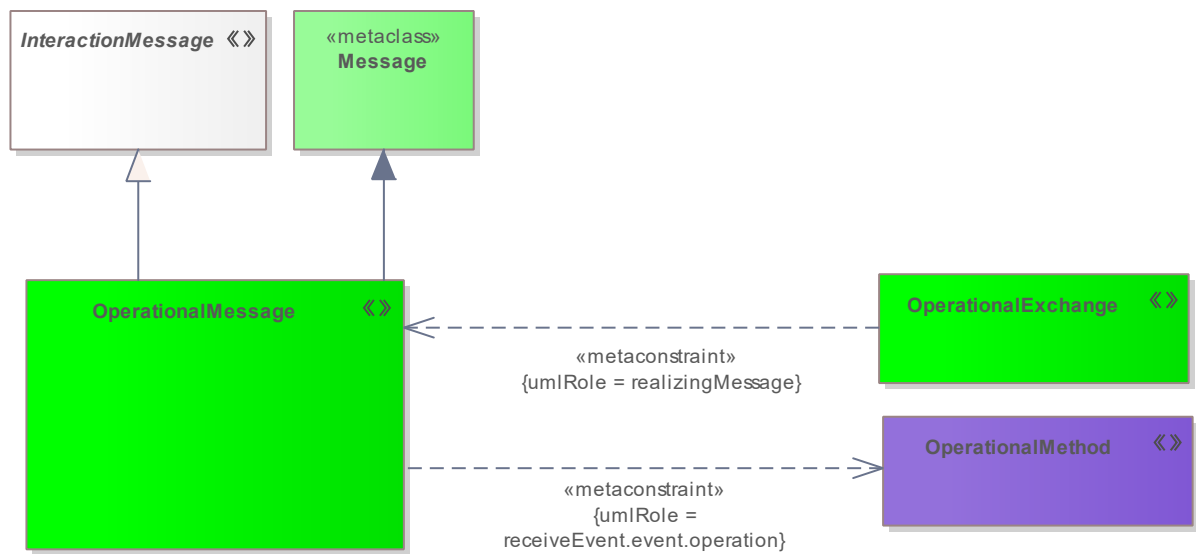 InteractionMessage «»
«metaclass»
Message
OperationalMessage «»
OperationalExchange «»
«metaconstraint»
{umlRole = realizingMessage}
OperationalMethod «»
«metaconstraint»
{umlRole =
receiveEvent.event.operation}